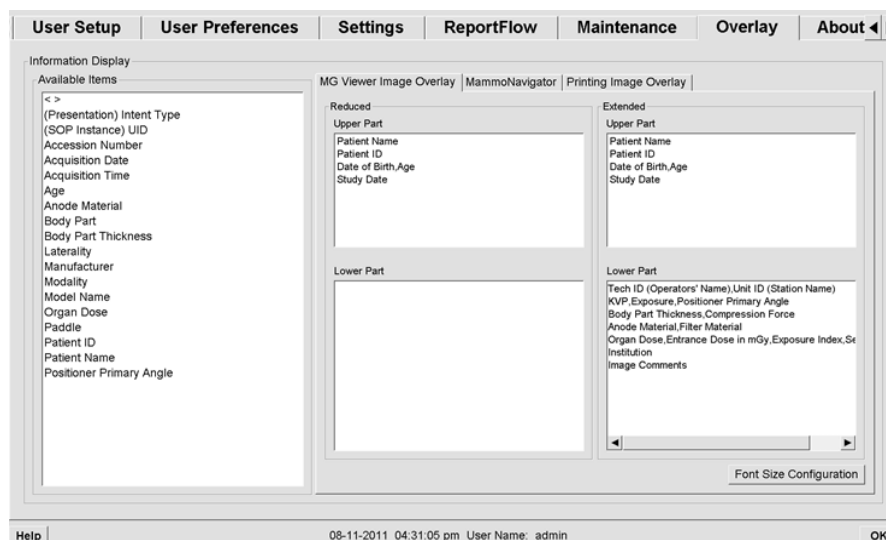 User Setup User Preferences Settings ReportFlow Maintenance Overlay About
Information Display
Available Items
< >
(Presentation) Intent Type
(SOP Instance) UID
Accession Number
Acquisition Date
Acquisition Time
Age
Anode Material
Body Part
Body Part Thickness
Laterality
Manufacturer
Modality
Model Name
Organ Dose
Paddle
Patient ID
Patient Name
Positioner Primary Angle
MG Viewer Image Overlay MammoNavigator Printing Image Overlay
Reduced
Upper Part
Patient Name
Patient ID
Date of Birth,Age
Study Date
Lower Part
Extended
Upper Part
Patient Name
Patient ID
Date of Birth,Age
Study Date
Lower Part
Tech ID (Operators' Name),Unit ID (Station Name)
KVP,Exposure,Positioner Primary Angle
Body Part Thickness,Compression Force
Anode Material,Filter Material
Organ Dose,Entrance Dose in mGy,Exposure Index,Se
Institution
Image Comments
Font Size Configuration
Help 08-11-2011 04:31:05 pm User Name: admin OK